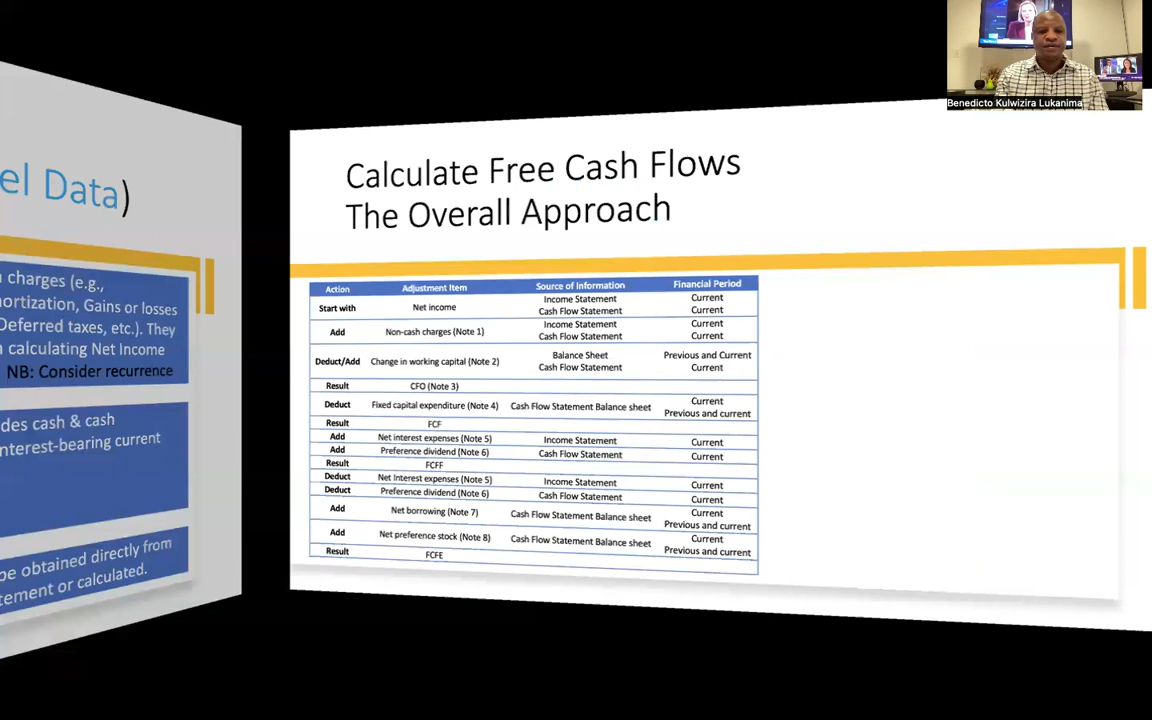 el Data)
charges (e.g.,
ortization, Gains or losses
Deferred taxes, etc.). They
calculating Net Income
NB: Consider recurrence
des cash & cash
nterest-bearing current
be obtained directly from
tement or calculated.
Benedicto Kulwizira Lukanima
Calculate Free Cash Flows
The Overall Approach
Action Adjustment Item Source of Information Financial Period
Start with Net income Income Statement Current
Cash Flow Statement Current
Add Non-cash charges (Note 1) Income Statement Current
Cash Flow Statement Current
Deduct/Add Change in working capital (Note 2) Balance Sheet Previous and Current
Cash Flow Statement Current
Result CFO (Note 3)
Deduct Fixed capital expenditure (Note 4) Cash Flow Statement Balance sheet Current
Previous and current
Result FCF
Add Net interest expenses (Note 5) Income Statement Current
Add Preference dividend (Note 6) Cash Flow Statement Current
Result FCFF
Deduct Net Interest expenses (Note 5) Income Statement Current
Deduct Preference dividend (Note 6) Cash Flow Statement Current
Add Net borrowing (Note 7) Cash Flow Statement Balance sheet Current
Previous and current
Add Net preference stock (Note 8) Cash Flow Statement Balance sheet Current
Previous and current
Result FCFE